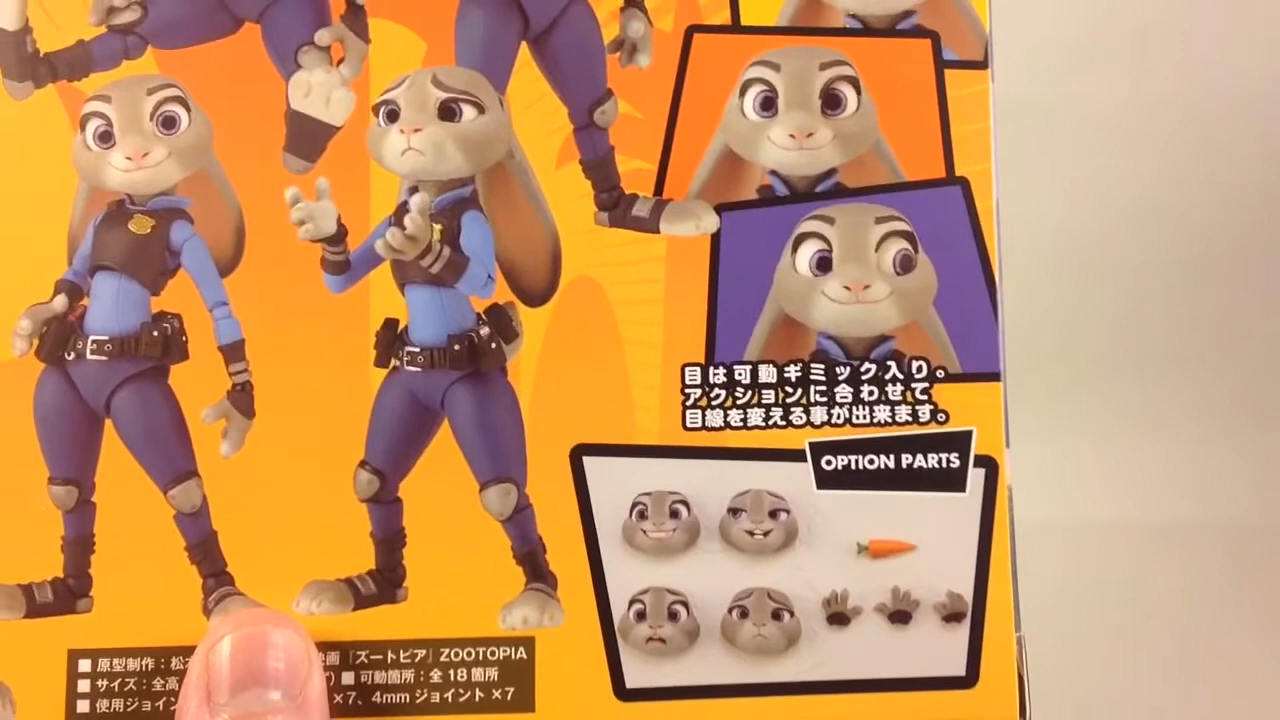 目は可動ギミック入り。
アクションに合わせて
目線を変える事が出来ます。
OPTION PARTS
■原型制作：松 映画『ズートピア』ZOOTOPIA
■サイズ：全高 ■可動箇所：全18箇所
■使用ジョイン ×7、4mmジョイント×7